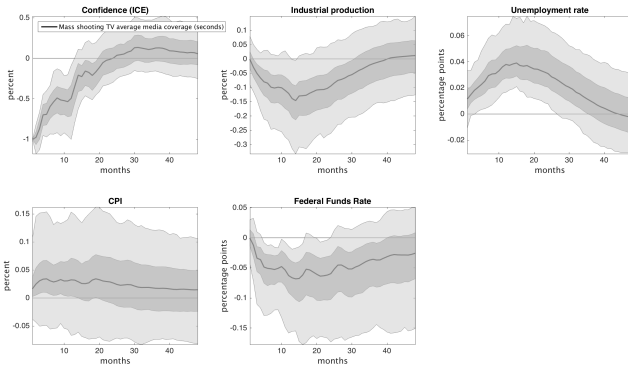 Confidence (ICE)
Mass shooting TV average media coverage (seconds)
0.5
0
0.5
-1
percent
10 20 30 40
months
Industrial production
0.1
0.05
0
-0.05
-0.1
-0.15
-0.2
-0.25
-0.3
percent
10 20 30 40
months
Unemployment rate
0.06
0.04
0.02
0
-0.02
percentage points
10 20 30 40
months
CPI
0.15
0.1
0.05
0
-0.05
percent
10 20 30 40
months
Federal Funds Rate
0.05
0
-0.05
-0.1
-0.15
percentage points
10 20 30 40
months